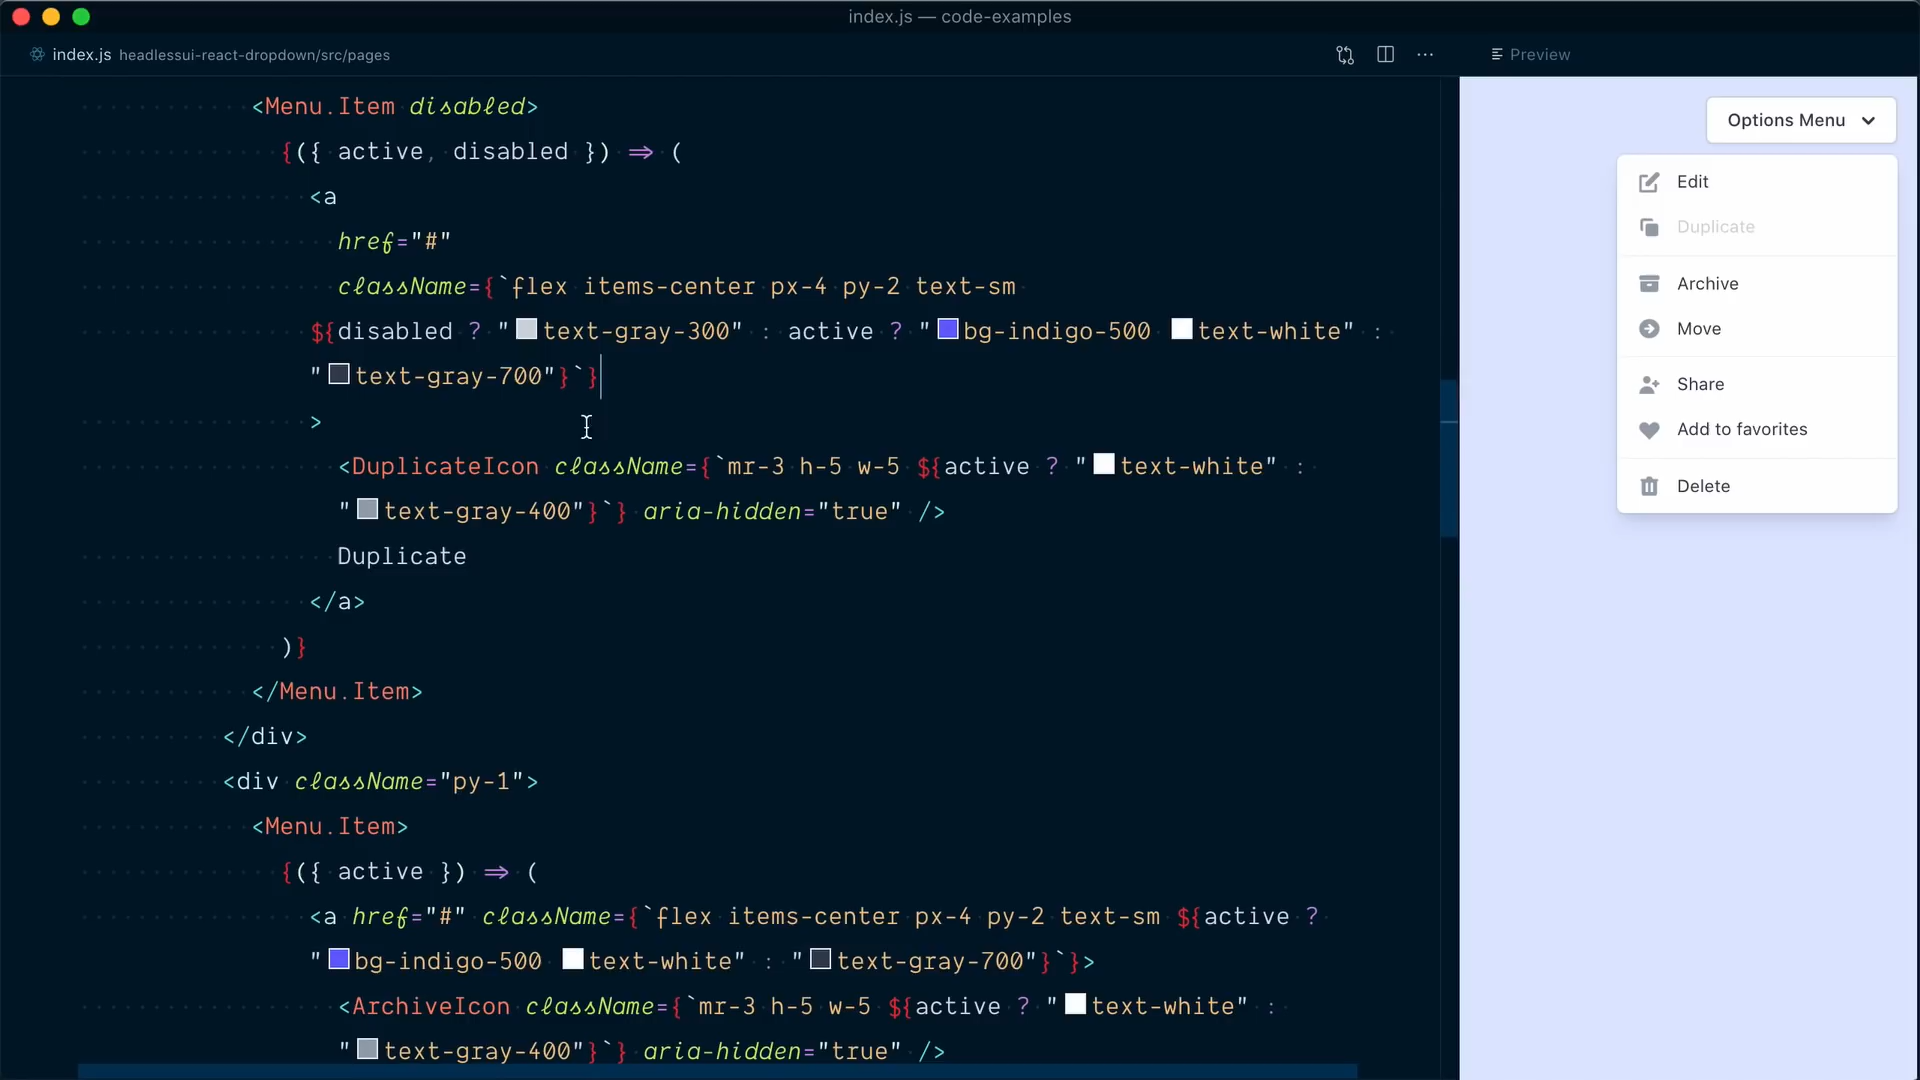 index.js — code-examples
index.js headlessui-react-dropdown/src/pages
<Menu.Item disabled>
{({ active, disabled }) => (
<a
href="#"
className={`flex items-center px-4 py-2 text-sm
${disabled ? "text-gray-300" : active ? "bg-indigo-500 text-white" :
"text-gray-700"}`}
>
<DuplicateIcon className={`mr-3 h-5 w-5 ${active ? "text-white" :
"text-gray-400"}`} aria-hidden="true" />
Duplicate
</a>
)}
</Menu.Item>
</div>
<div className="py-1">
<Menu.Item>
{({ active }) => (
<a href="#" className={`flex items-center px-4 py-2 text-sm ${active ?
"bg-indigo-500 text-white" : "text-gray-700"}`}>
<ArchiveIcon className={`mr-3 h-5 w-5 ${active ? "text-white" :
"text-gray-400"}`} aria-hidden="true" />
Preview
Options Menu
Edit
Duplicate
Archive
Move
Share
Add to favorites
Delete